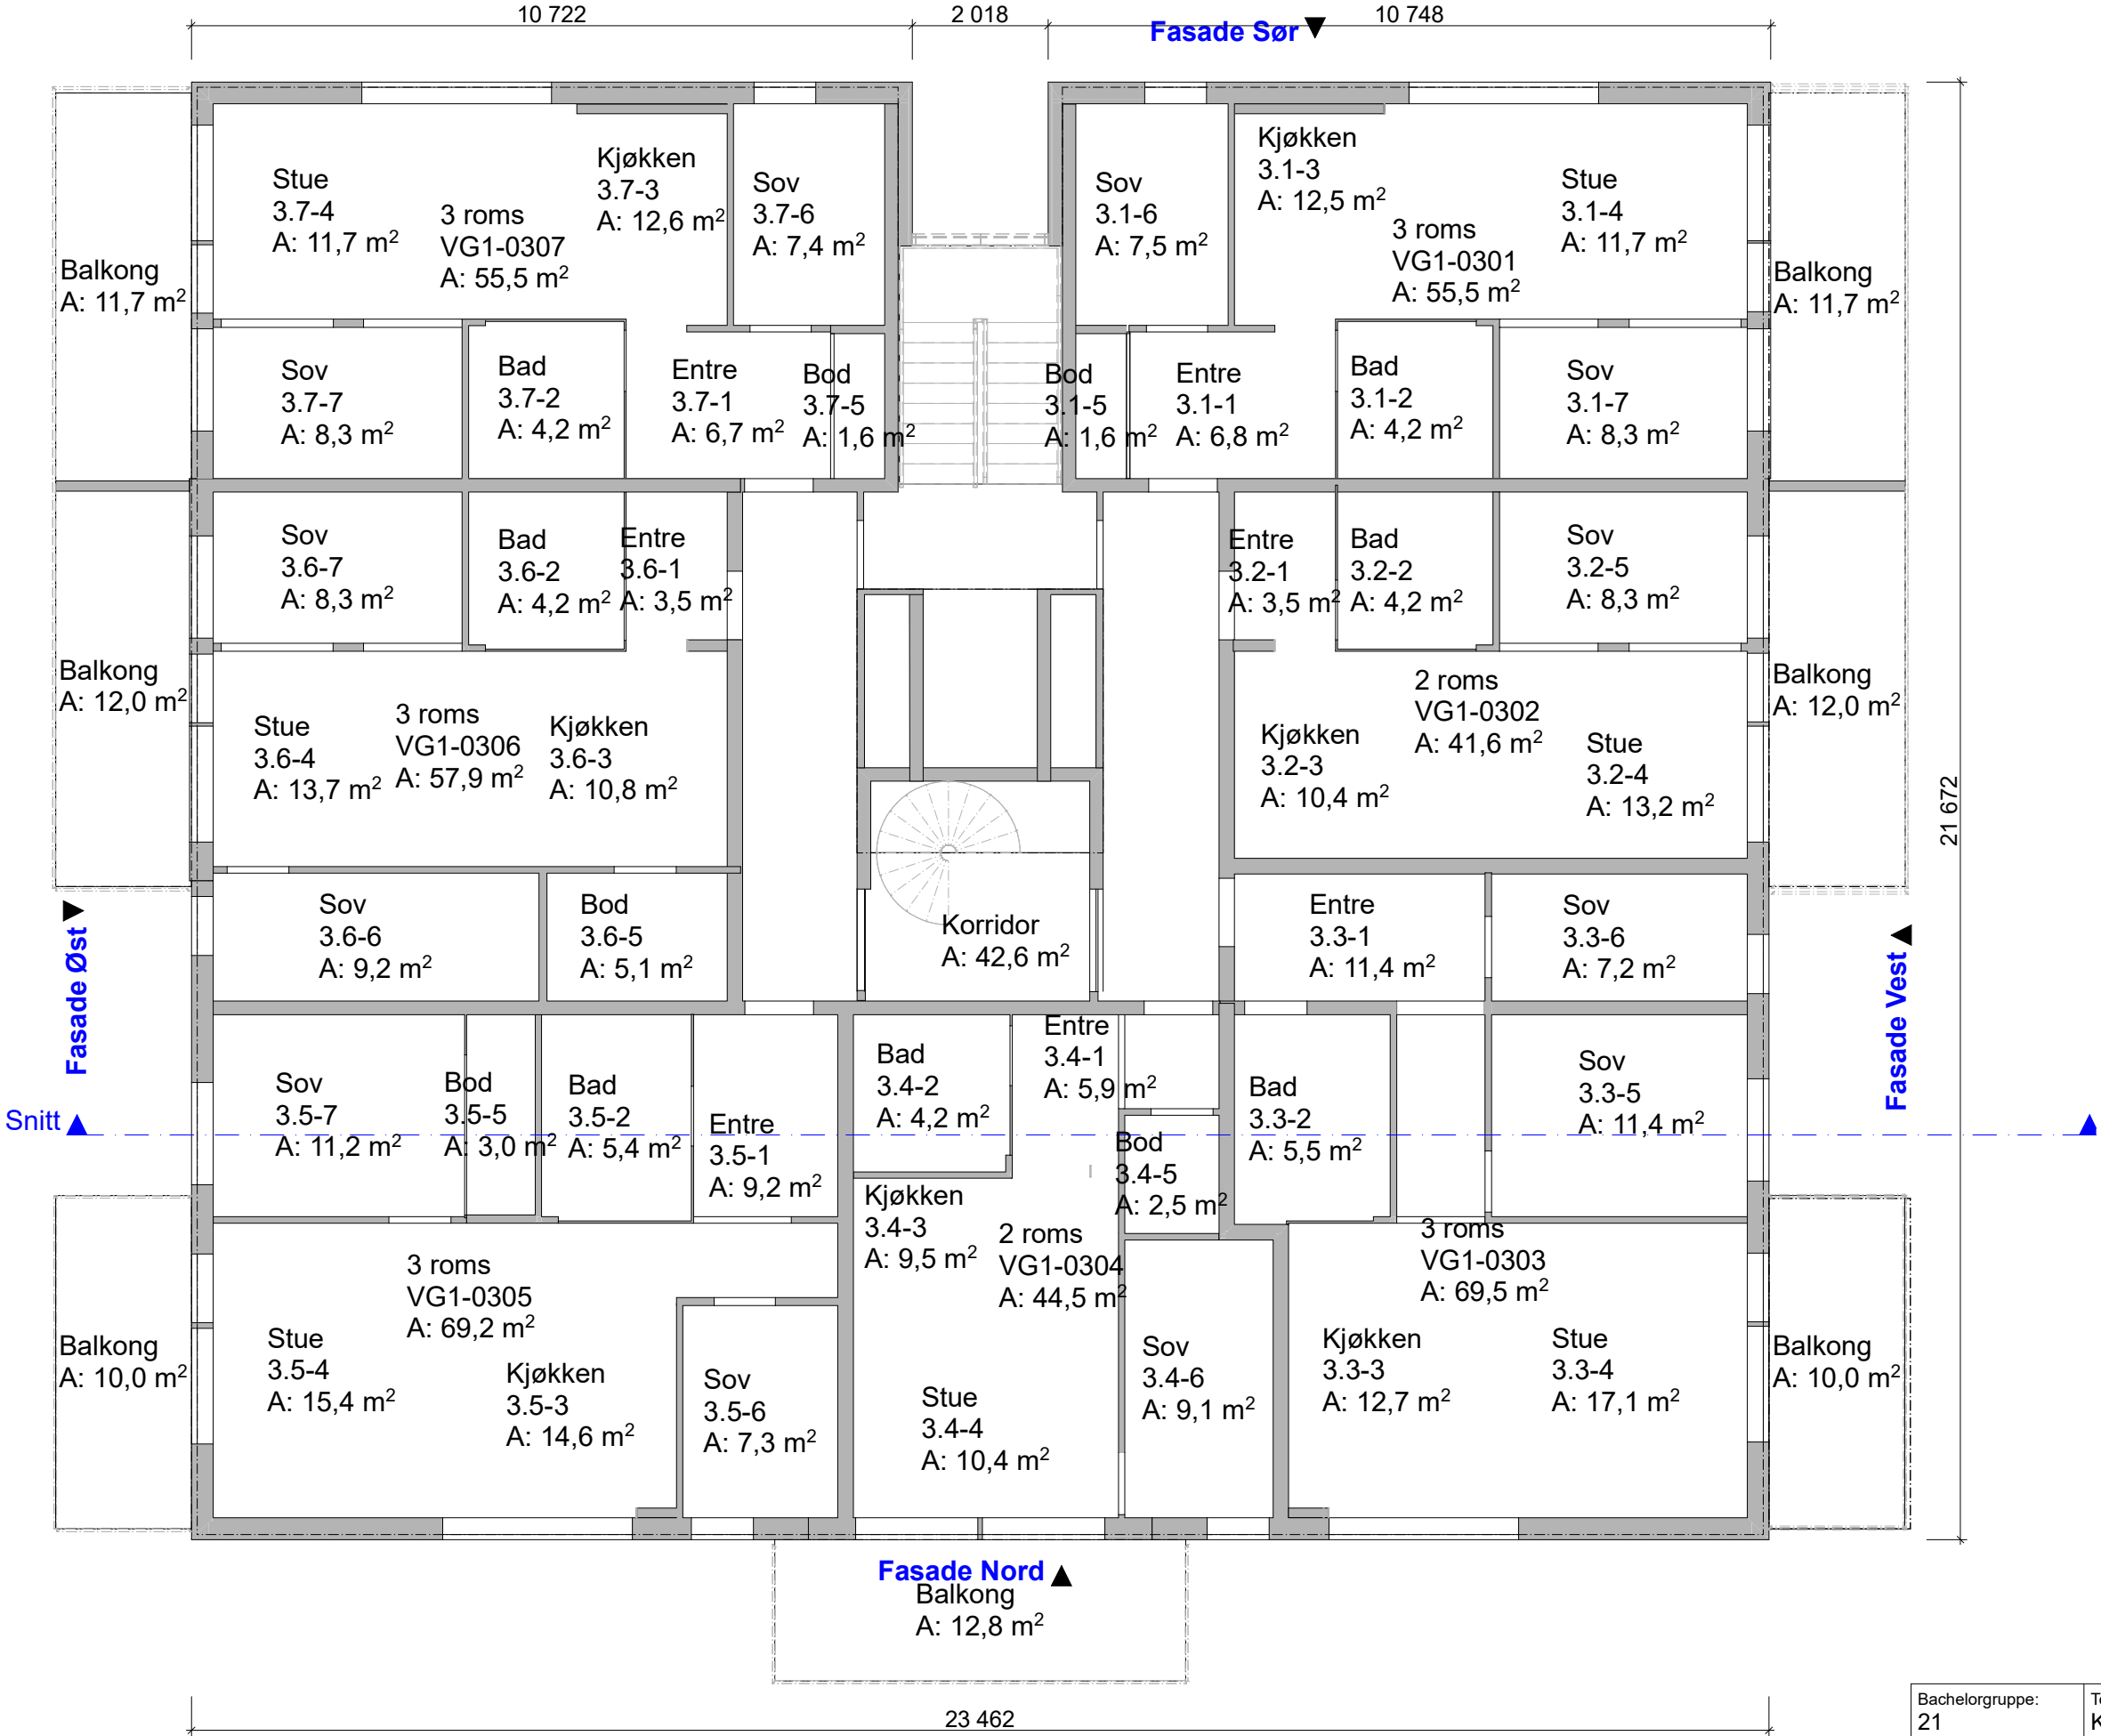 10 722
2 018
10 748
Fasade Sør
Stue
3.7-4
A: 11,7 m²
3 roms
VG1-0307
A: 55,5 m²
Kjøkken
3.7-3
A: 12,6 m²
Sov
3.7-6
A: 7,4 m²
Sov
3.1-6
A: 7,5 m²
Kjøkken
3.1-3
A: 12,5 m²
3 roms
VG1-0301
A: 55,5 m²
Stue
3.1-4
A: 11,7 m²
Balkong
A: 11,7 m²
Balkong
A: 11,7 m²
Sov
3.7-7
A: 8,3 m²
Bad
3.7-2
A: 4,2 m²
Entre
3.7-1
A: 6,7 m²
Bod
3.7-5
A: 1,6 m²
Bod
3.1-5
A: 1,6 m²
Entre
3.1-1
A: 6,8 m²
Bad
3.1-2
A: 4,2 m²
Sov
3.1-7
A: 8,3 m²
Sov
3.6-7
A: 8,3 m²
Bad
3.6-2
A: 4,2 m²
Entre
3.6-1
A: 3,5 m²
Entre
3.2-1
A: 3,5 m²
Bad
3.2-2
A: 4,2 m²
Sov
3.2-5
A: 8,3 m²
Balkong
A: 12,0 m²
Stue
3.6-4
A: 13,7 m²
3 roms
VG1-0306
A: 57,9 m²
Kjøkken
3.6-3
A: 10,8 m²
Kjøkken
3.2-3
A: 10,4 m²
2 roms
VG1-0302
A: 41,6 m²
Stue
3.2-4
A: 13,2 m²
Balkong
A: 12,0 m²
21 672
Sov
3.6-6
A: 9,2 m²
Bod
3.6-5
A: 5,1 m²
Korridor
A: 42,6 m²
Entre
3.3-1
A: 11,4 m²
Sov
3.3-6
A: 7,2 m²
Fasade Øst
Fasade Vest
Snitt
Sov
3.5-7
A: 11,2 m²
Bod
3.5-5
A: 3,0 m²
Bad
3.5-2
A: 5,4 m²
Entre
3.5-1
A: 9,2 m²
Bad
3.4-2
A: 4,2 m²
Entre
3.4-1
A: 5,9 m²
Bod
3.4-5
A: 2,5 m²
Bad
3.3-2
A: 5,5 m²
Sov
3.3-5
A: 11,4 m²
Kjøkken
3.4-3
A: 9,5 m²
2 roms
VG1-0304
A: 44,5 m²
3 roms
VG1-0303
A: 69,5 m²
3 roms
VG1-0305
A: 69,2 m²
Balkong
A: 10,0 m²
Stue
3.5-4
A: 15,4 m²
Kjøkken
3.5-3
A: 14,6 m²
Sov
3.5-6
A: 7,3 m²
Stue
3.4-4
A: 10,4 m²
Sov
3.4-6
A: 9,1 m²
Kjøkken
3.3-3
A: 12,7 m²
Stue
3.3-4
A: 17,1 m²
Balkong
A: 10,0 m²
Fasade Nord
Balkong
A: 12,8 m²
23 462
Bachelorgruppe:
21